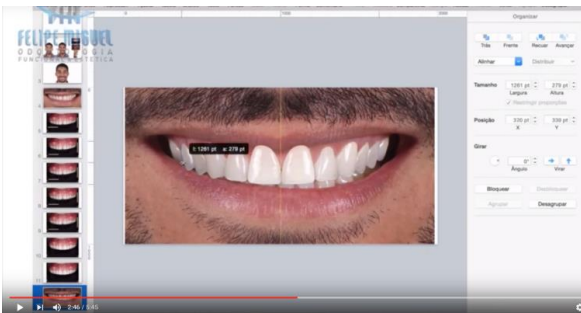 FELIPE MIGUEL
ODONTOLOGIA
FUNCIONAL ESTÉTICA
Organizar
Trás Frente Recuar Avançar
Alinhar Distribuir
Tamanho 1261 pt 279 pt
Largura Altura
Restringir proporções
Posição 335 pt 339 pt
X Y
Girar
0°
Ângulo Virar
Bloquear Desbloquear
Agrupar Desagrupar
l: 1261 pt a: 279 pt
2:46 / 5:45